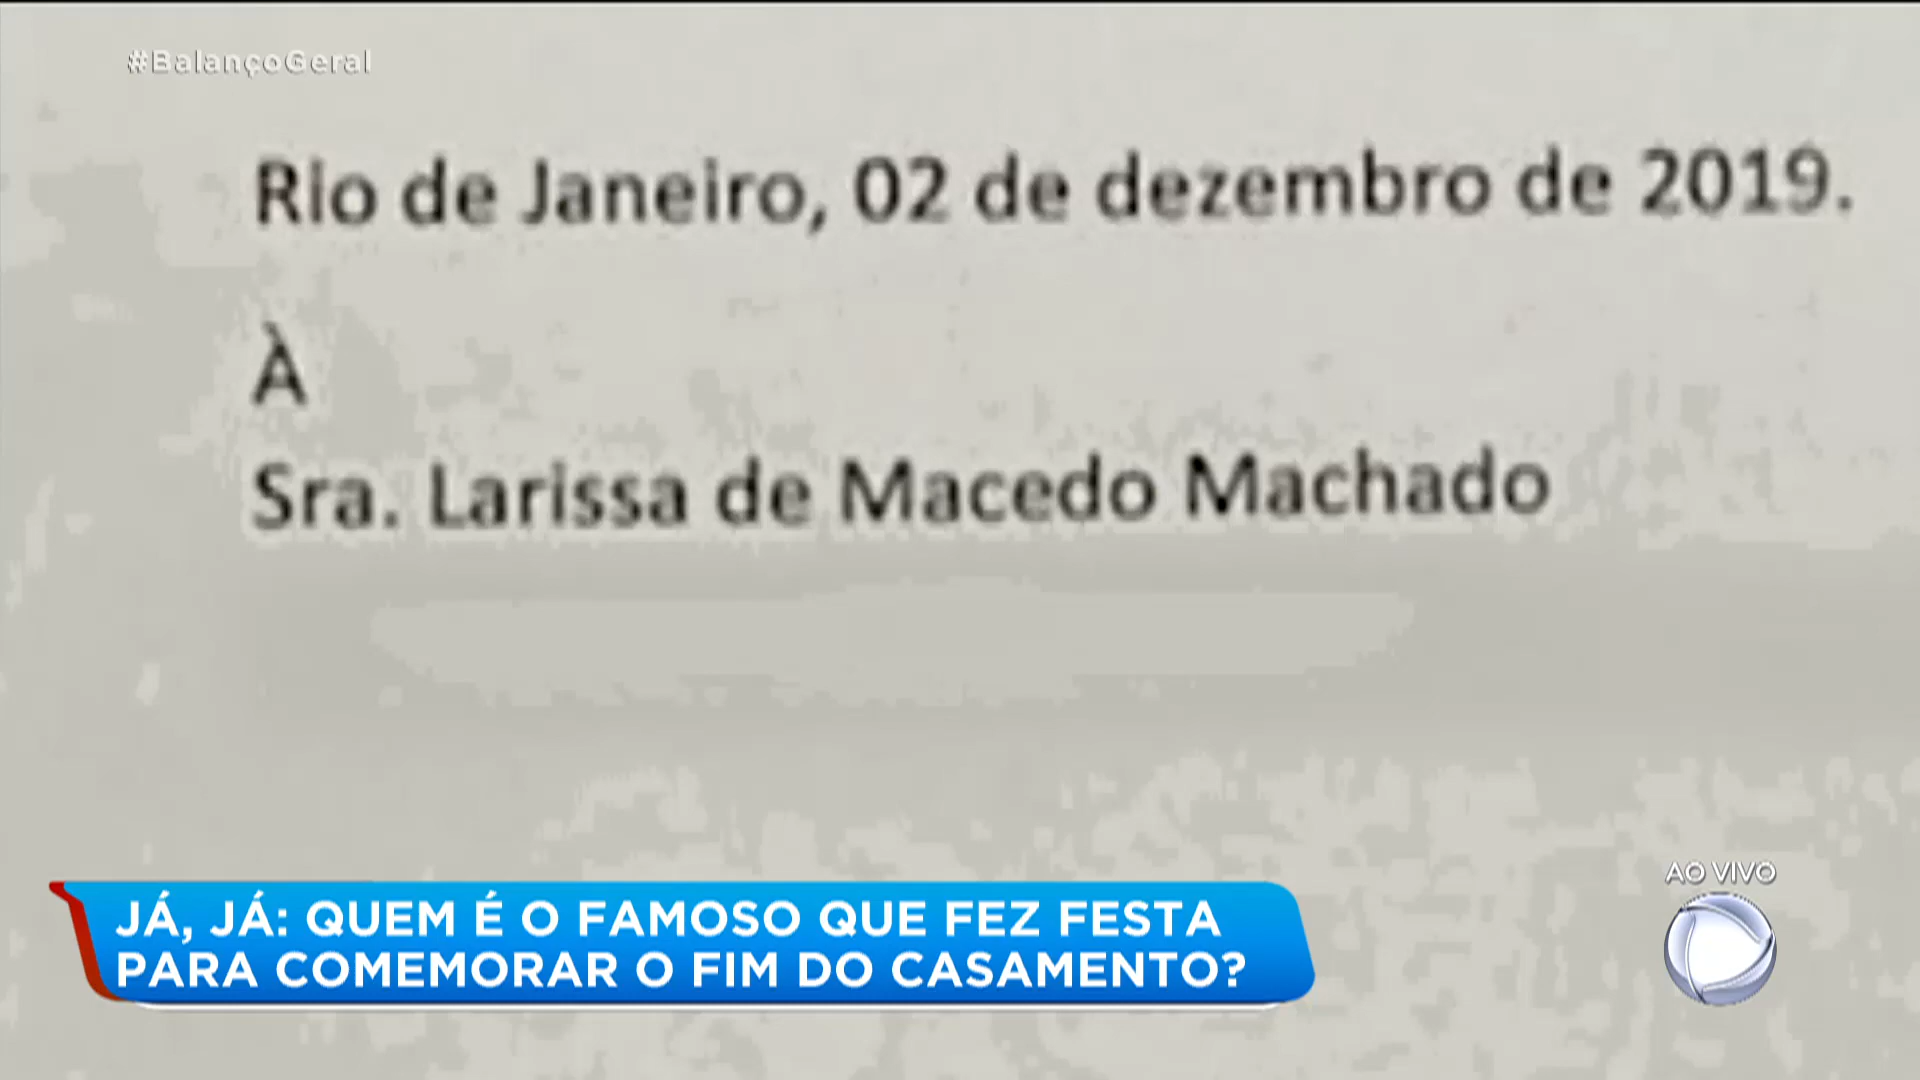 #BalançoGeral
Rio de Janeiro, 02 de dezembro de 2019.
À
Sra. Larissa de Macedo Machado
AO VIVO
JÁ, JÁ: QUEM É O FAMOSO QUE FEZ FESTA
PARA COMEMORAR O FIM DO CASAMENTO?